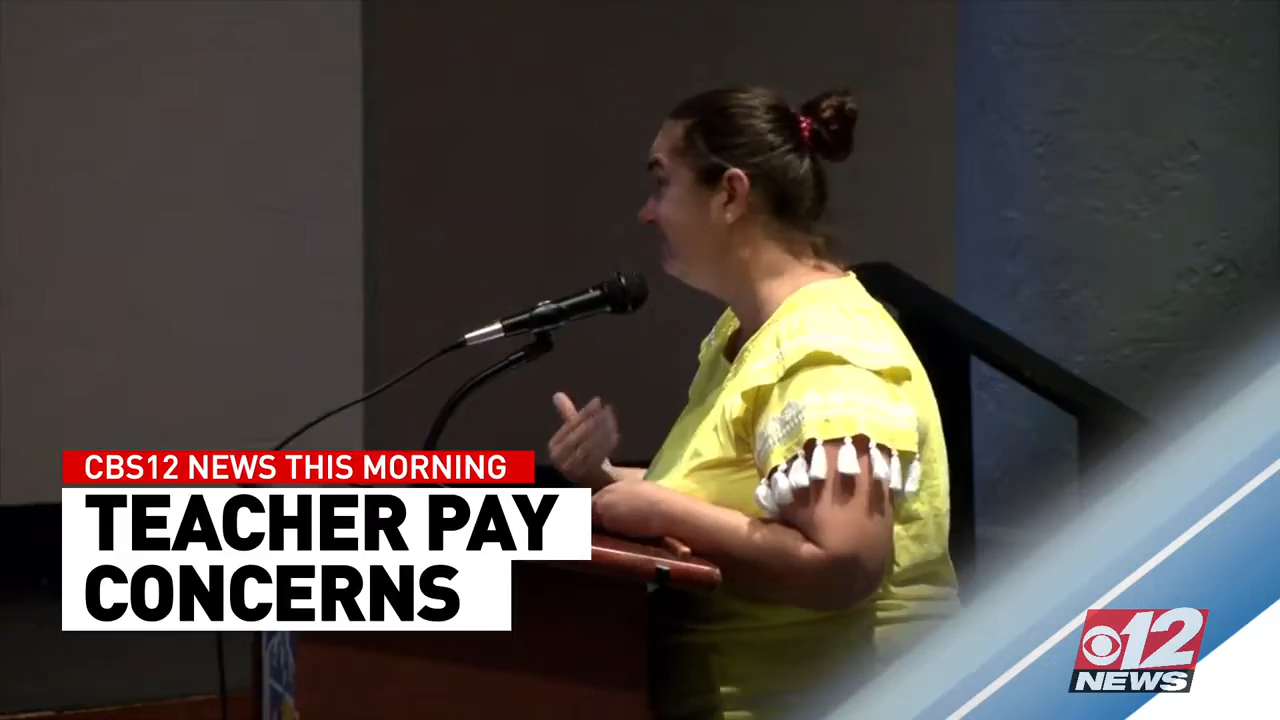 CBS12 NEWS THIS MORNING
TEACHER PAY
CONCERNS
12
NEWS